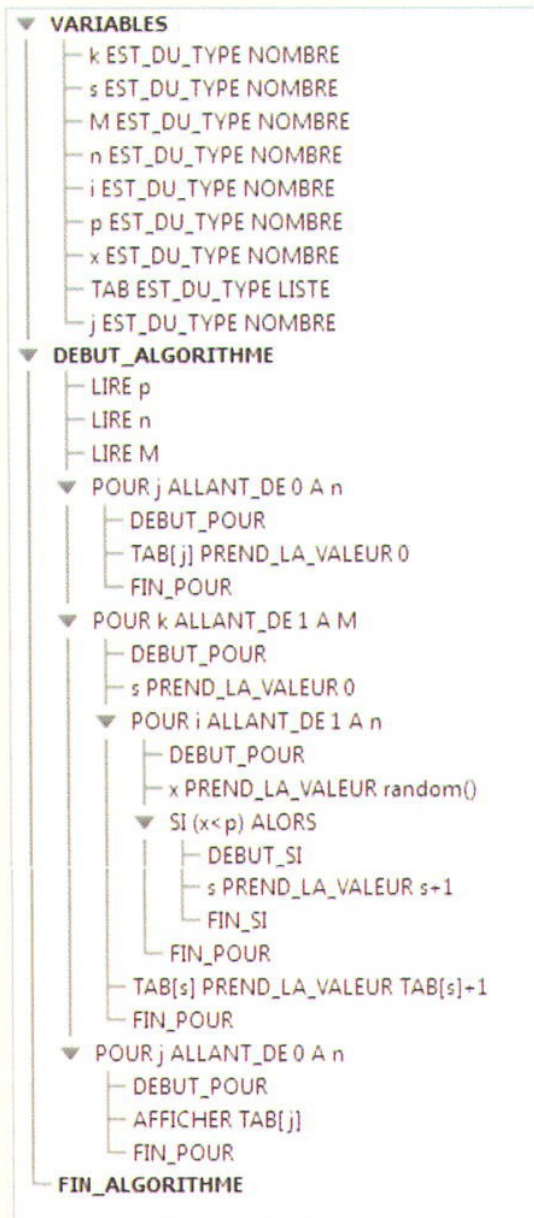 VARIABLES
k EST_DU_TYPE NOMBRE
s EST_DU_TYPE NOMBRE
M EST_DU_TYPE NOMBRE
n EST_DU_TYPE NOMBRE
i EST_DU_TYPE NOMBRE
p EST_DU_TYPE NOMBRE
x EST_DU_TYPE NOMBRE
TAB EST_DU_TYPE LISTE
j EST_DU_TYPE NOMBRE
DEBUT_ALGORITHME
LIRE p
LIRE n
LIRE M
POUR j ALLANT_DE 0 A n
DEBUT_POUR
TAB[j] PREND_LA_VALEUR 0
FIN_POUR
POUR k ALLANT_DE 1 A M
DEBUT_POUR
s PREND_LA_VALEUR 0
POUR i ALLANT_DE 1 A n
DEBUT_POUR
x PREND_LA_VALEUR random()
SI (x<p) ALORS
DEBUT_SI
s PREND_LA_VALEUR s+1
FIN_SI
FIN_POUR
TAB[s] PREND_LA_VALEUR TAB[s]+1
FIN_POUR
POUR j ALLANT_DE 0 A n
DEBUT_POUR
AFFICHER TAB[j]
FIN_POUR
FIN_ALGORITHME